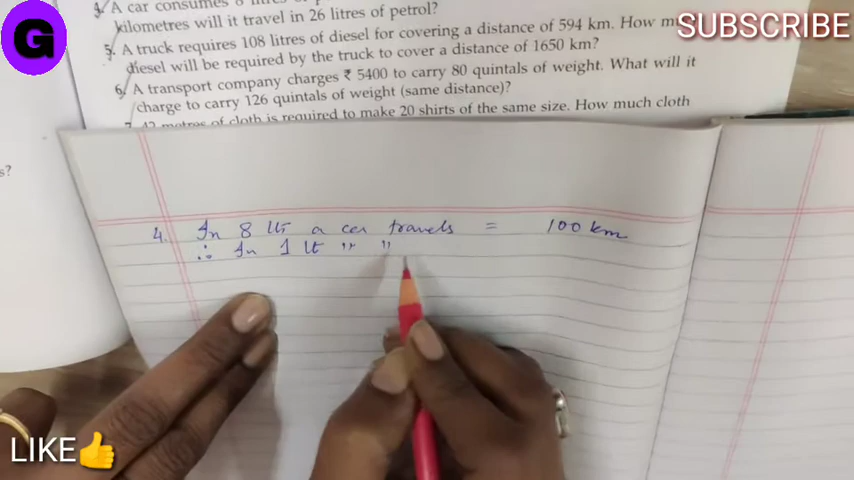 G
SUBSCRIBE
4. A car consumes 8
kilometres will it travel in 26 litres of petrol?
5. A truck requires 108 litres of diesel for covering a distance of 594 km. How
diesel will be required by the truck to cover a distance of 1650 km?
6. A transport company charges ₹ 5400 to carry 80 quintals of weight. What will it
charge to carry 126 quintals of weight (same distance)?
7. 42 metres of cloth is required to make 20 shirts of the same size. How much cloth
s?
4. In 8 ltr a car travels = 100 km
∴ In 1 lt " "
LIKE👍